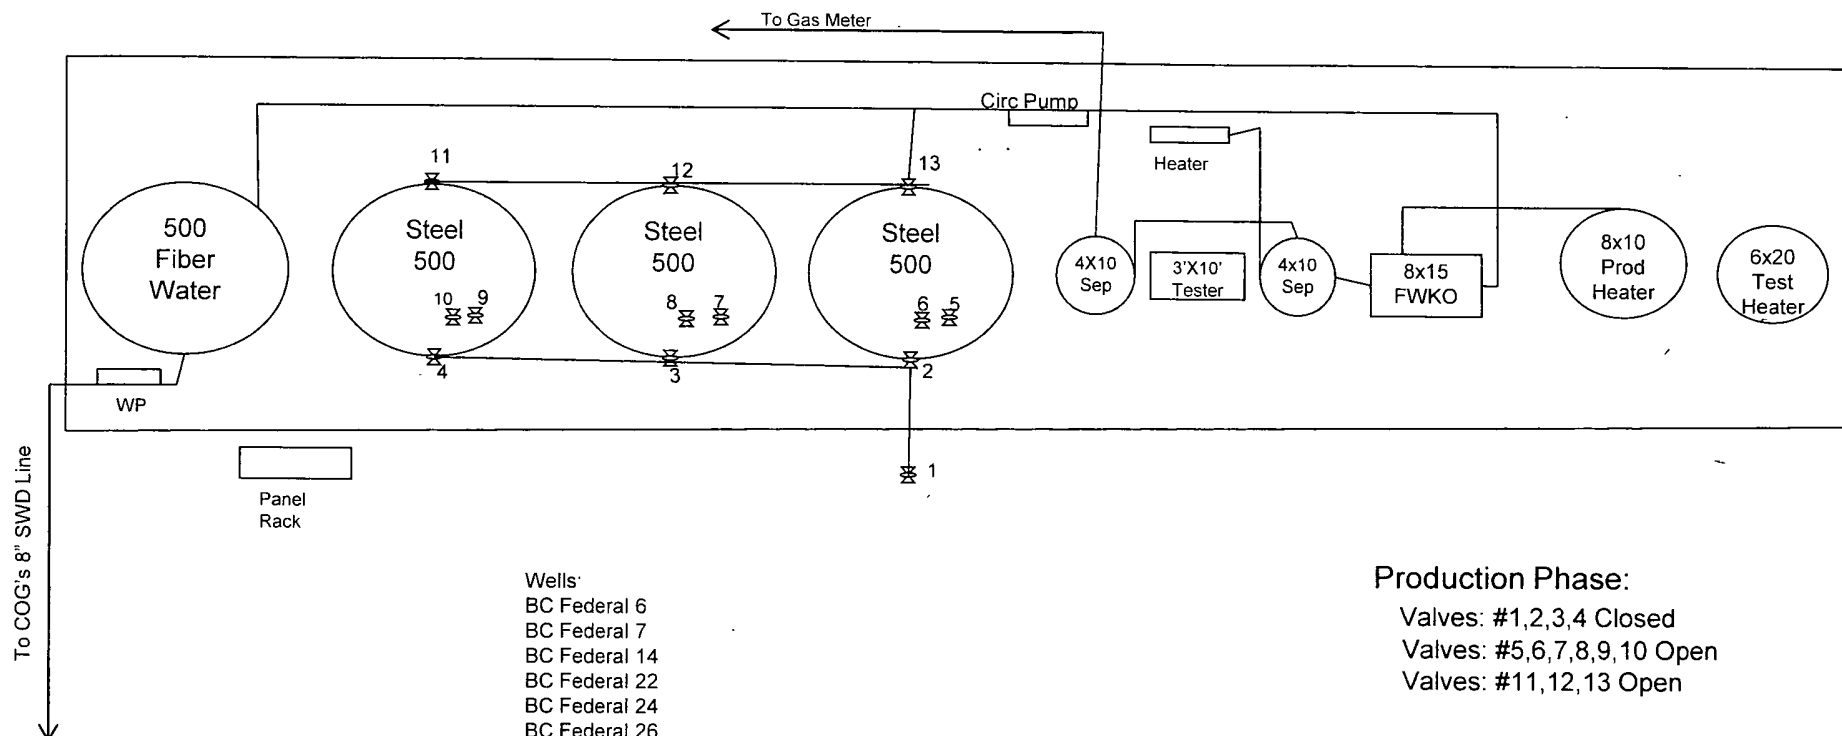 To Gas Meter
Circ Pump
Heater
11
12
13
500
Fiber
Water
Steel
500
Steel
500
Steel
500
4X10
Sep
3'X10'
Tester
4x10
Sep
8x15
FWKO
8x10
Prod
Heater
6x20
Test
Heater
10
9
8
7
6
5
4
3
2
WP
1
Panel
Rack
To COG's 8" SWD Line
Wells
BC Federal 6
BC Federal 7
BC Federal 14
BC Federal 22
BC Federal 24
BC Federal 26
Production Phase:
Valves: #1,2,3,4 Closed
Valves: #5,6,7,8,9,10 Open
Valves: #11,12,13 Open